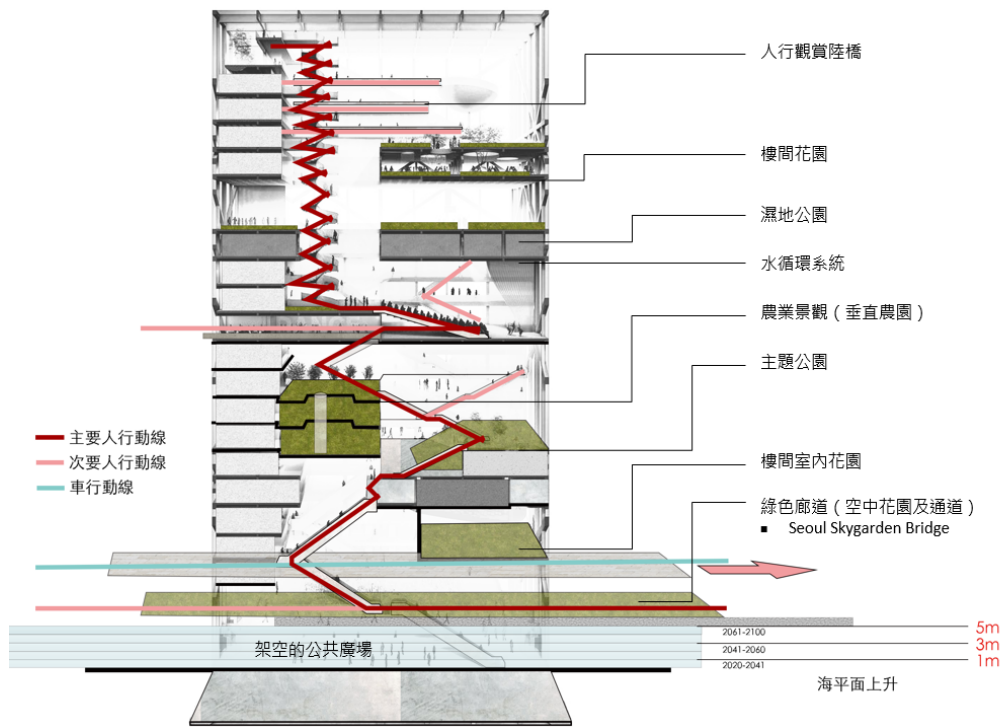 人行觀賞陸橋
樓間花園
濕地公園
水循環系統
農業景觀（垂直農園）
主題公園
主要人行動線
次要人行動線
車行動線
樓間室內花園
綠色廊道（空中花園及通道）
■ Seoul Skygarden Bridge
架空的公共廣場
2061-2100
5m
2041-2060
3m
2020-2041
1m
海平面上升